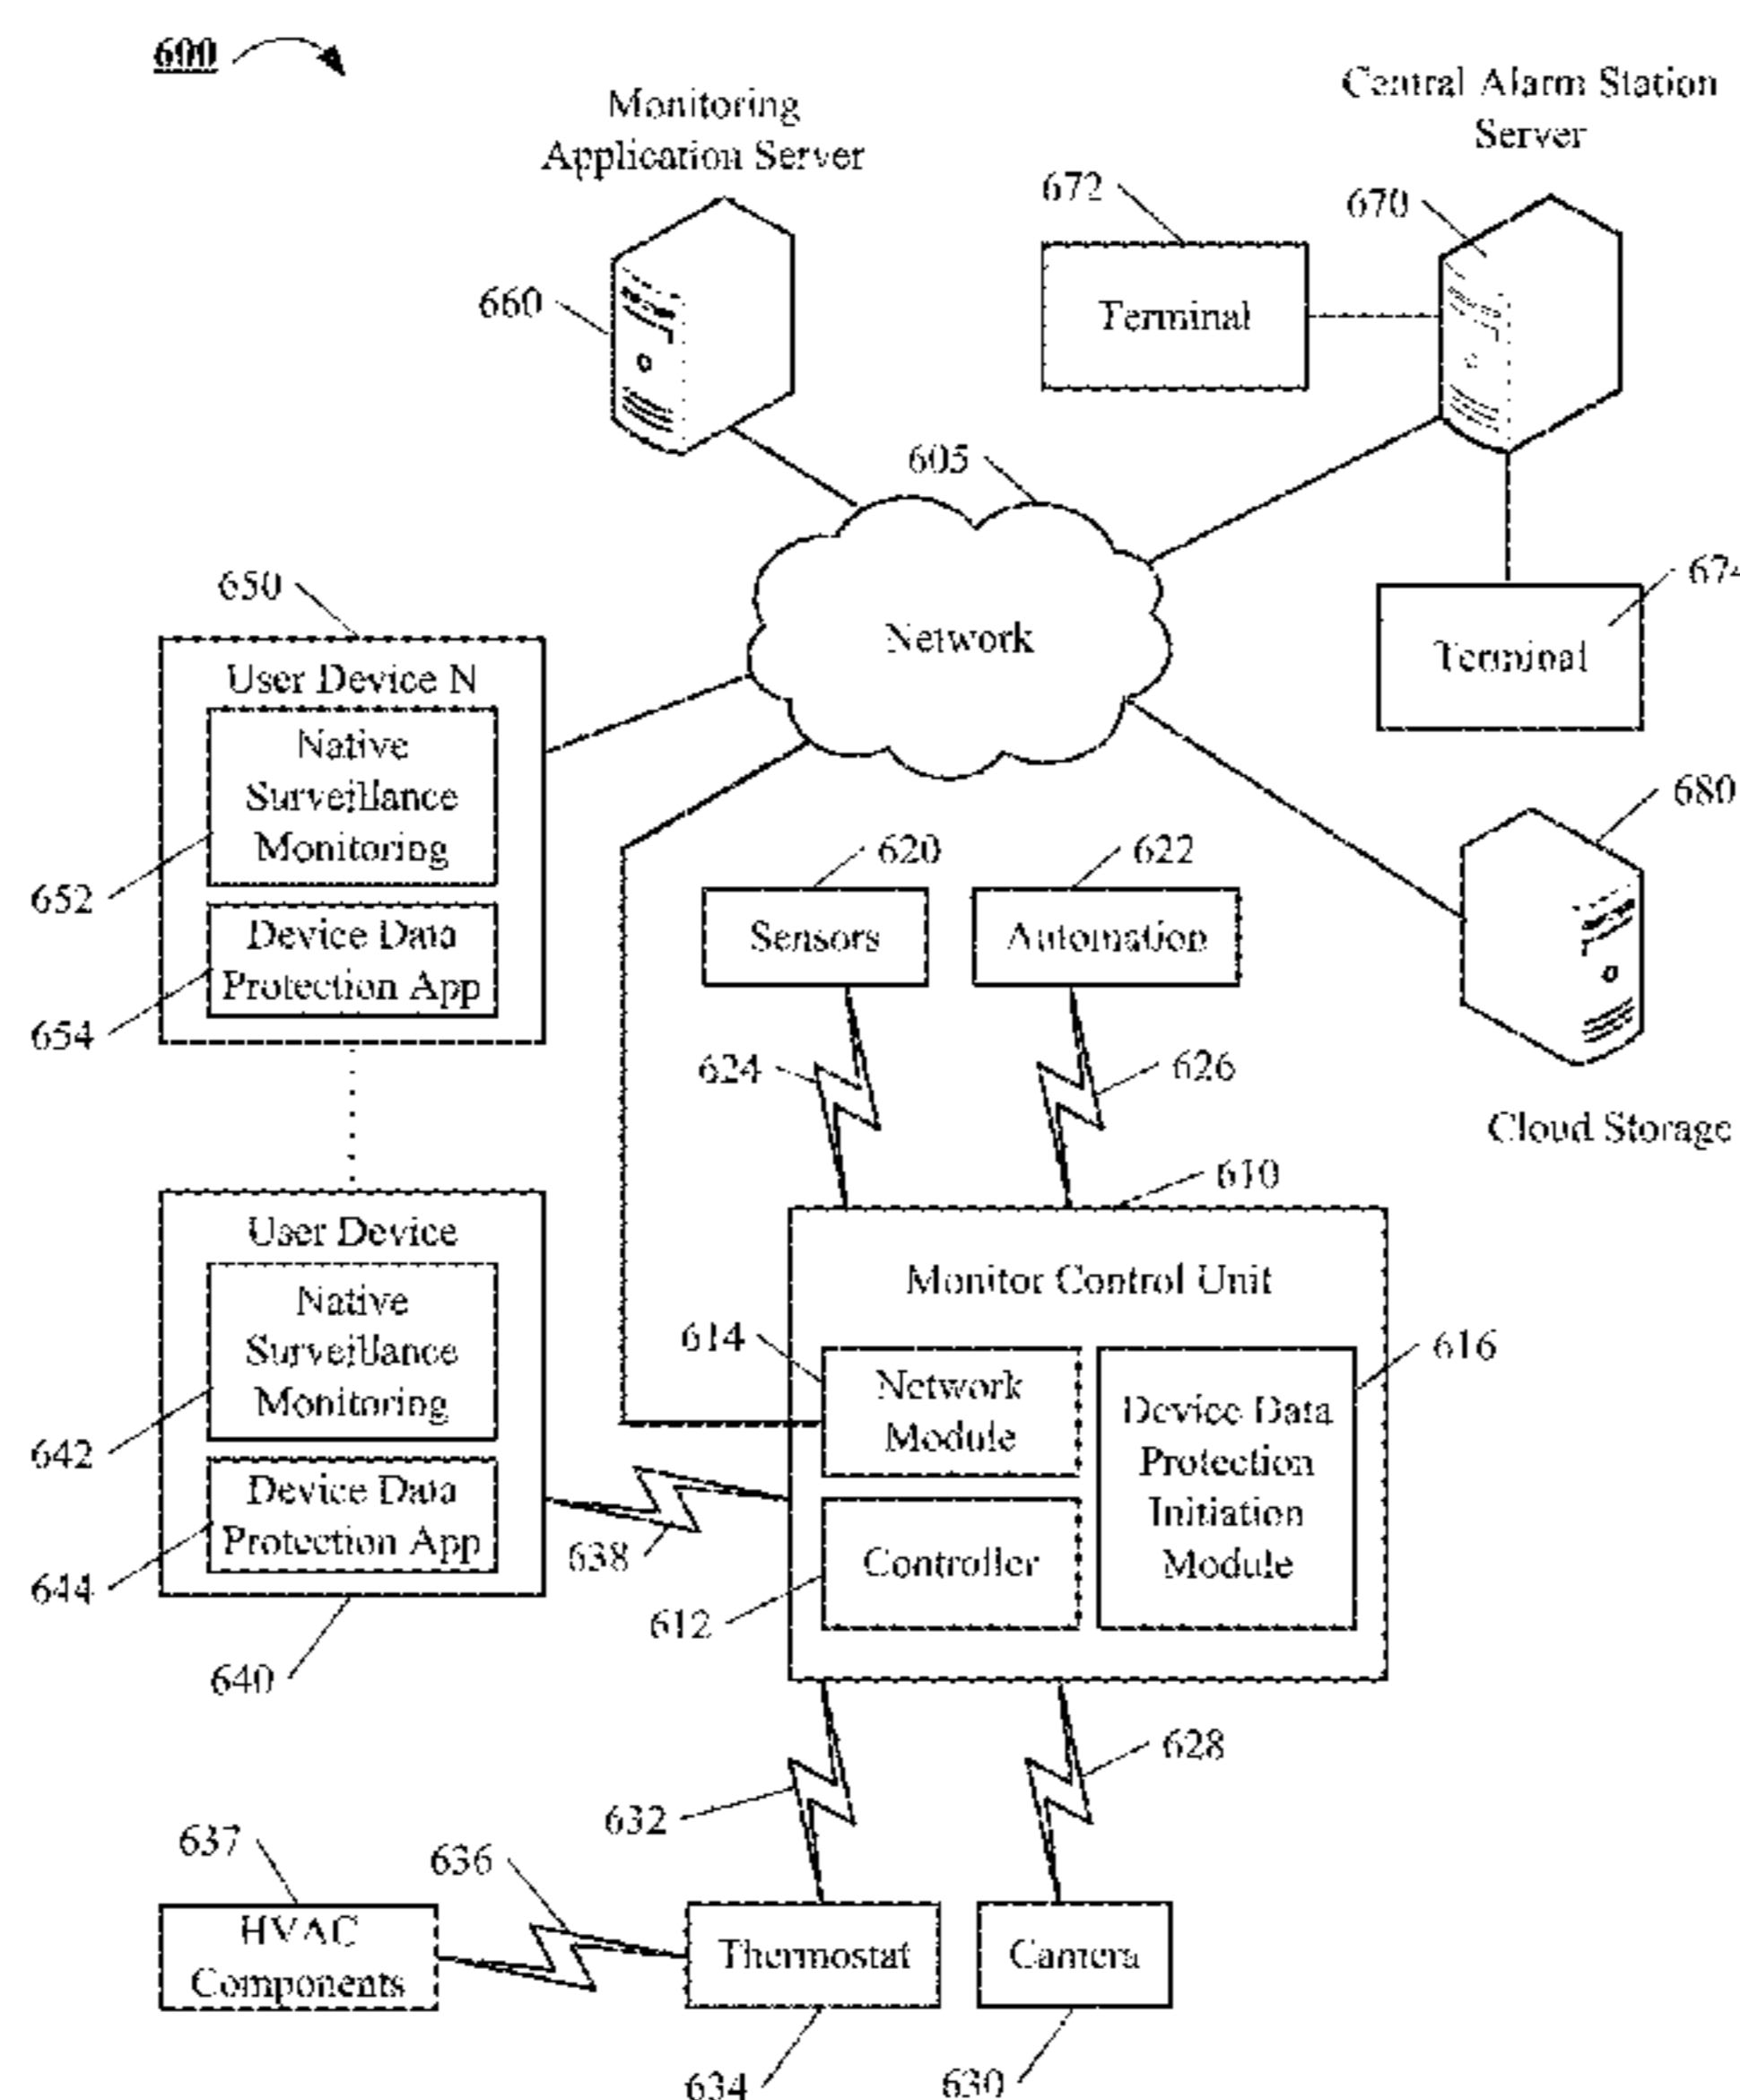 600
Monitoring
Application Server
Central Alarm Station
Server
672
670
Terminal
660
605
Network
674
Terminal
650
User Device N
Native
Surveillance
Monitoring
652
Device Data
Protection App
654
680
Cloud Storage
620
622
Sensors
Automation
624
626
610
User Device
Native
Surveillance
Monitoring
642
Device Data
Protection App
644
640
638
Monitor Control Unit
614
616
Network
Module
Device Data
Protection
Initiation
Module
Controller
612
632
628
637
636
HVAC
Components
Thermostat
Camera
634
630